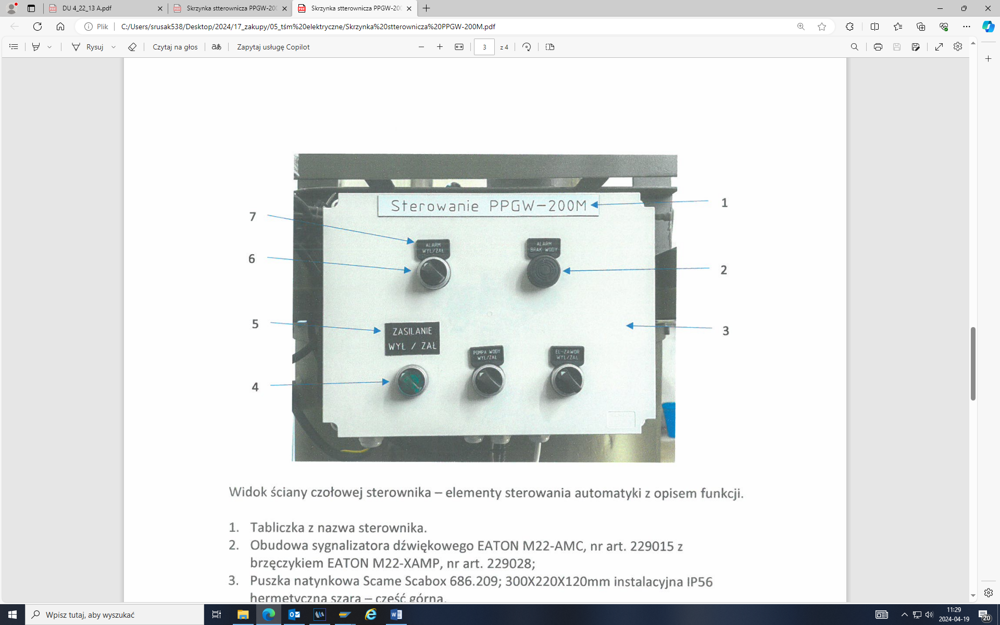 DU 4_22_13 A.pdf
Skrzynka stterownicza PPGW-200
Skrzynka stterownicza PPGW-200
Plik
C:/Users/srusak538/Desktop/2024/17_zakupy/05_tśm%20elektryczne/Skrzynka%20stterownicza%20PPGW-200M.pdf
Rysuj
Czytaj na głos
aあ
Zapytaj usługę Copilot
3
z 4
Sterowanie PPGW-200M
1
7
ALARM
WYŁ/ZAŁ
ALARM
BRAK WODY
6
2
5
ZASILANIE
WYŁ / ZAŁ
3
POMPA WODY
WYŁ/ZAŁ
EL-ZAWÓR
WYŁ/ZAŁ
4
Widok ściany czołowej sterownika – elementy sterowania automatyki z opisem funkcji.
1. Tabliczka z nazwa sterownika.
2. Obudowa sygnalizatora dźwiękowego EATON M22-AMC, nr art. 229015 z
brzęczykiem EATON M22-XAMP, nr art. 229028;
3. Puszka natynkowa Scame Scabox 686.209; 300X220X120mm instalacyjna IP56
hermetyczna szara – cześć górna.
Wpisz tutaj, aby wyszukać
11:29
2024-04-19
20